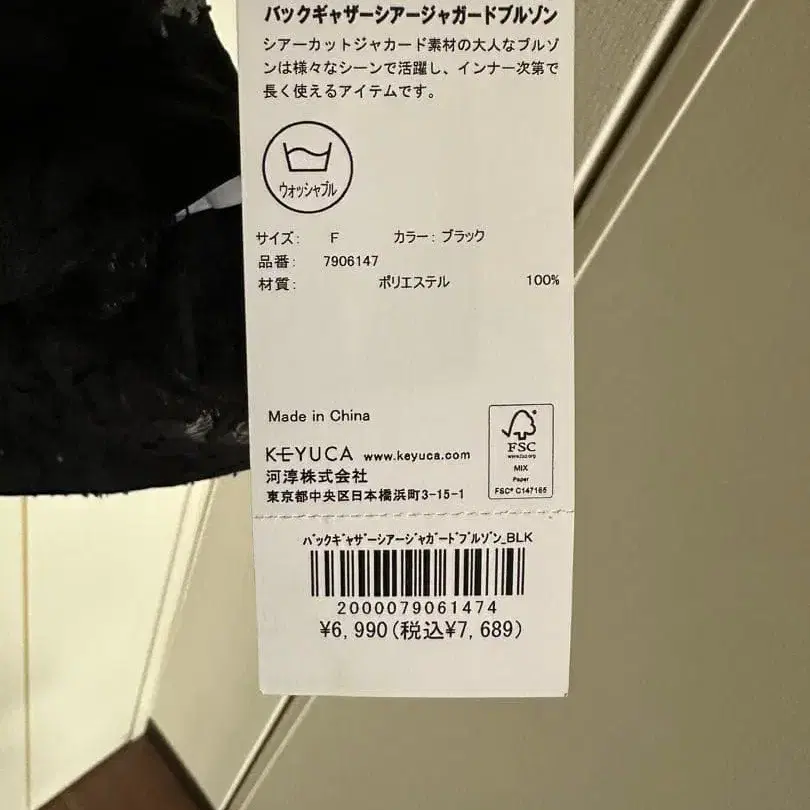 バックギャザーシアージャガードブルゾン
シアーカットジャカード素材の大人なブルゾ
ンは様々なシーンで活躍し、インナー次第で
長く使えるアイテムです。
ウォッシャブル
サイズ: F カラー: ブラック
品番: 7906147
材質: ポリエステル 100%
Made in China
KEYUCA www.keyuca.com
河淳株式会社
東京都中央区日本橋浜町3-15-1
FSC
www.fsc.org
MIX
Paper
FSC® C147165
ﾊﾞｯｸｷﾞｬｻﾞｰｼｱｰｼﾞｬｶﾞｰﾄﾞﾌﾞﾙｿﾞﾝ_BLK
2000079061474
¥6,990(税込¥7,689)